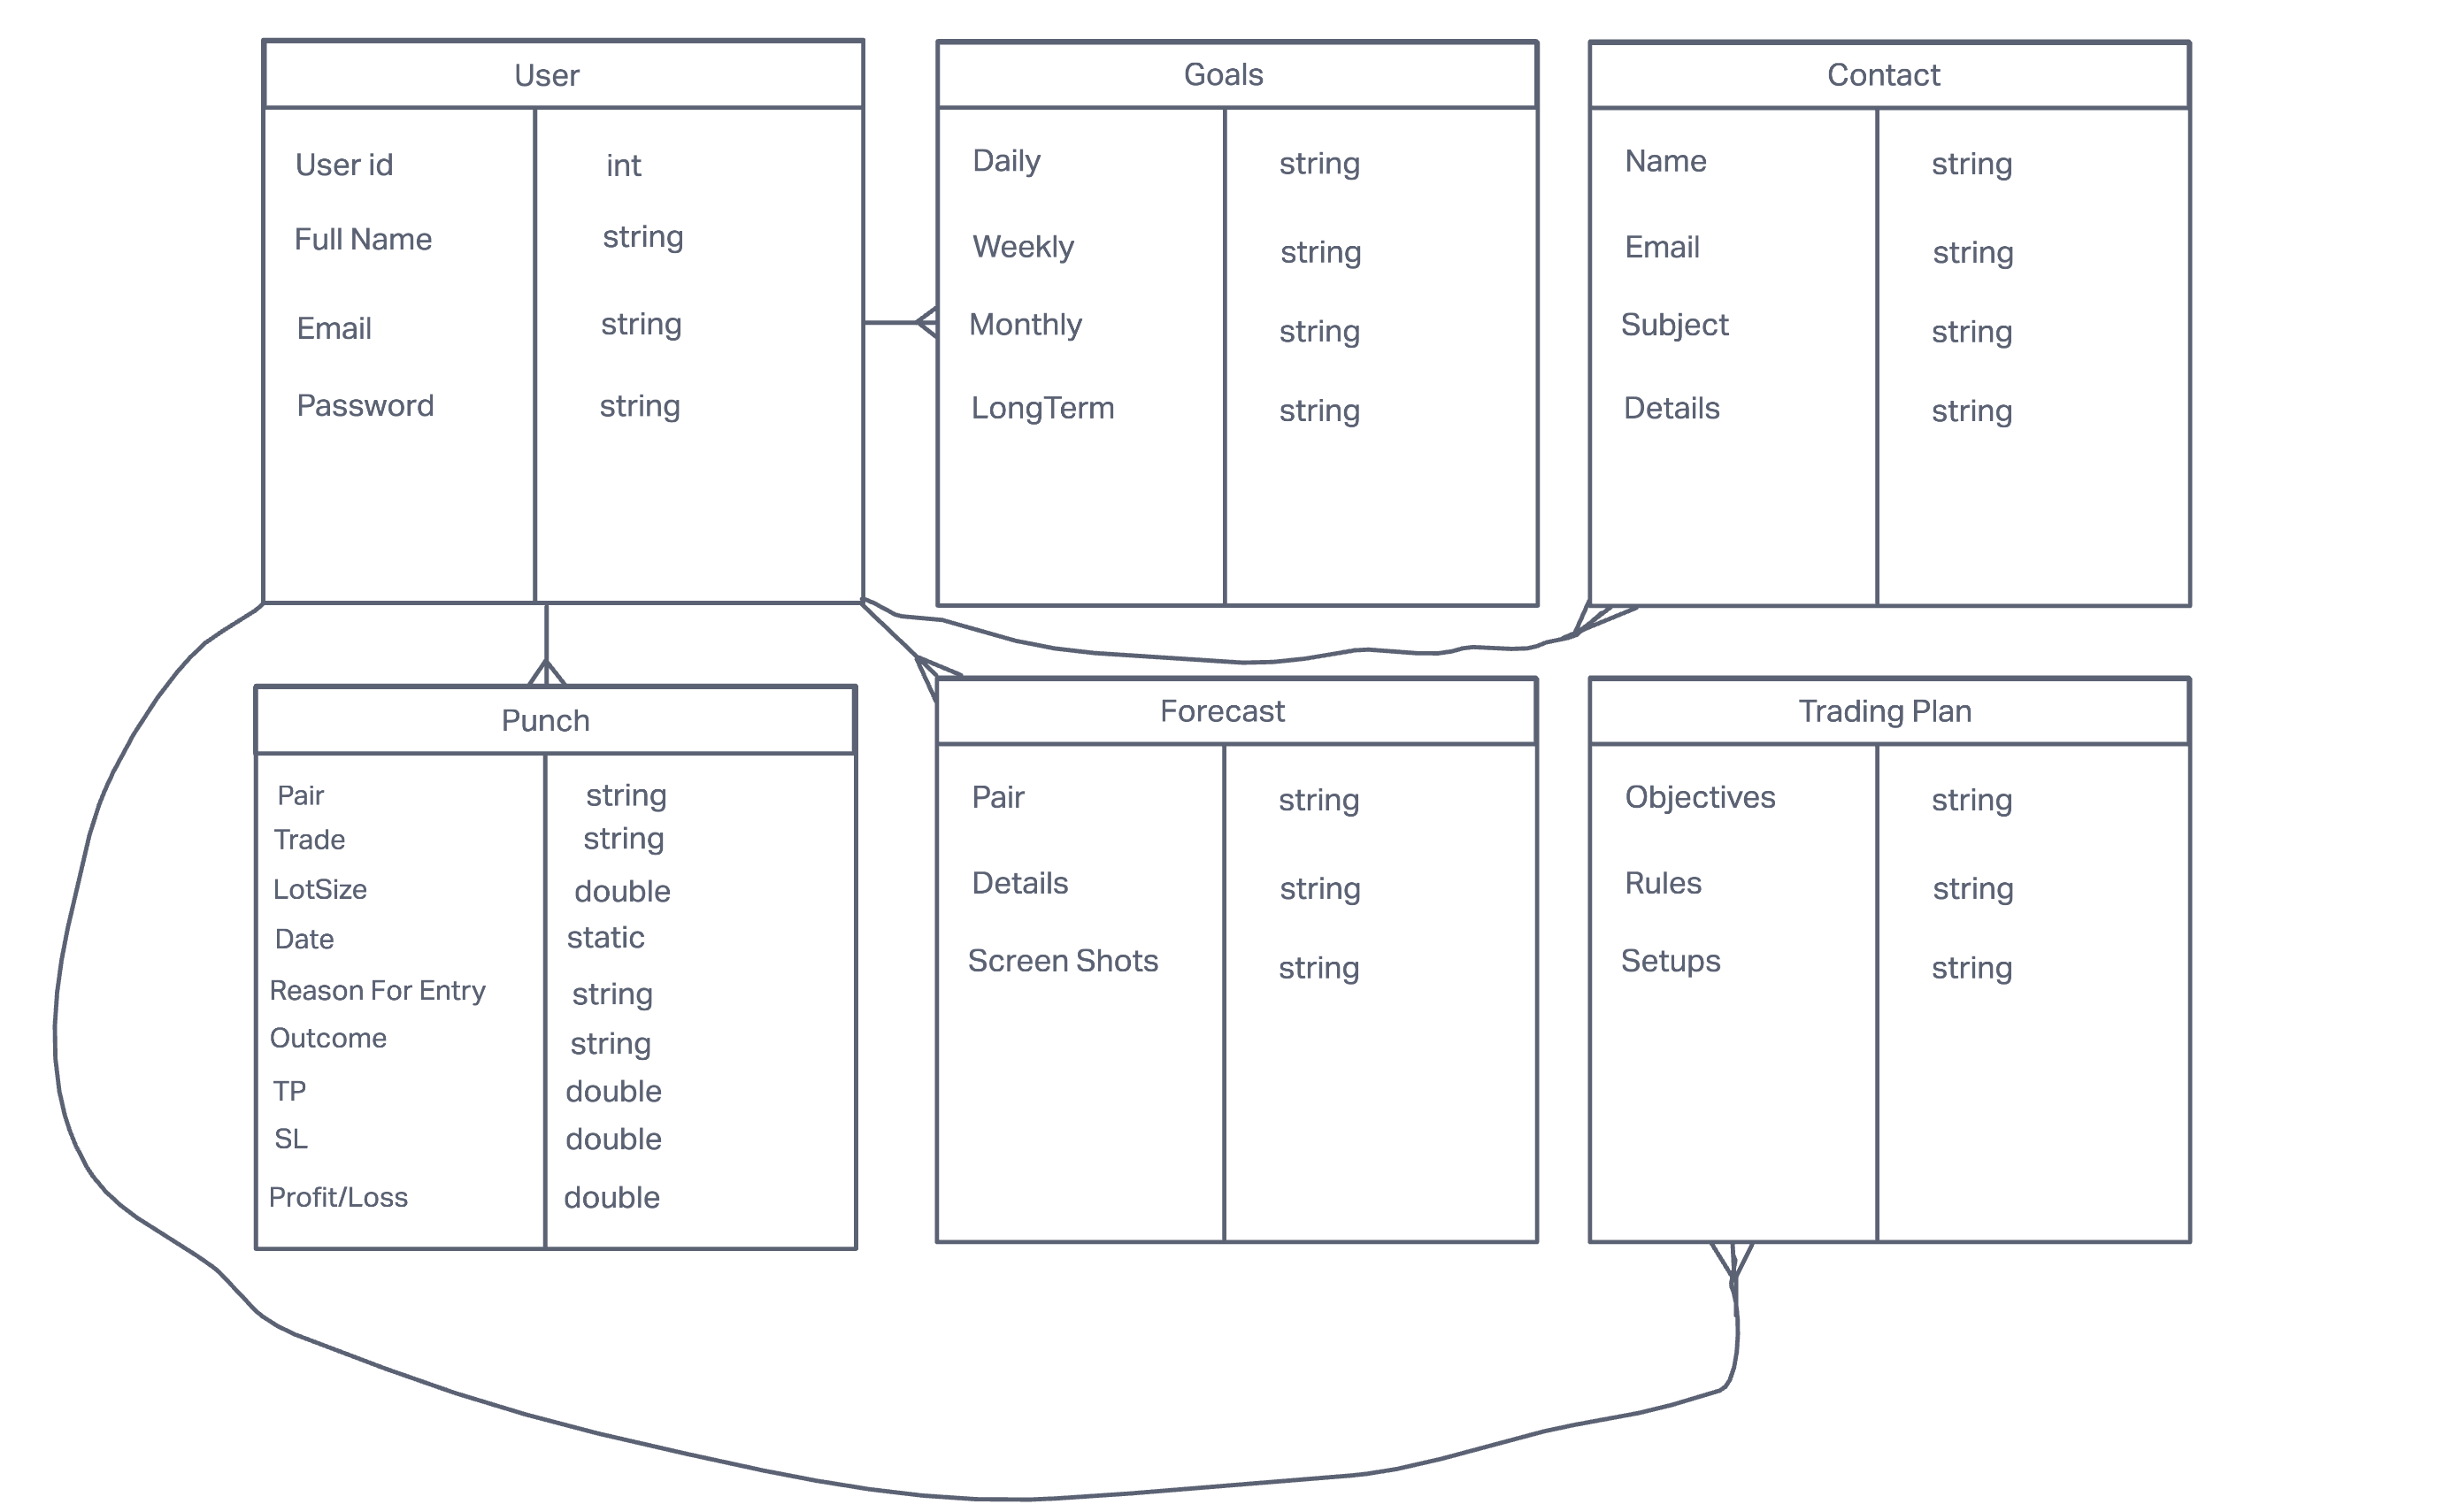 User
User id int
Full Name string
Email string
Password string
Goals
Daily string
Weekly string
Monthly string
LongTerm string
Contact
Name string
Email string
Subject string
Details string
Punch
Pair string
Trade string
LotSize double
Date static
Reason For Entry string
Outcome string
TP double
SL double
Profit/Loss double
Forecast
Pair string
Details string
Screen Shots string
Trading Plan
Objectives string
Rules string
Setups string